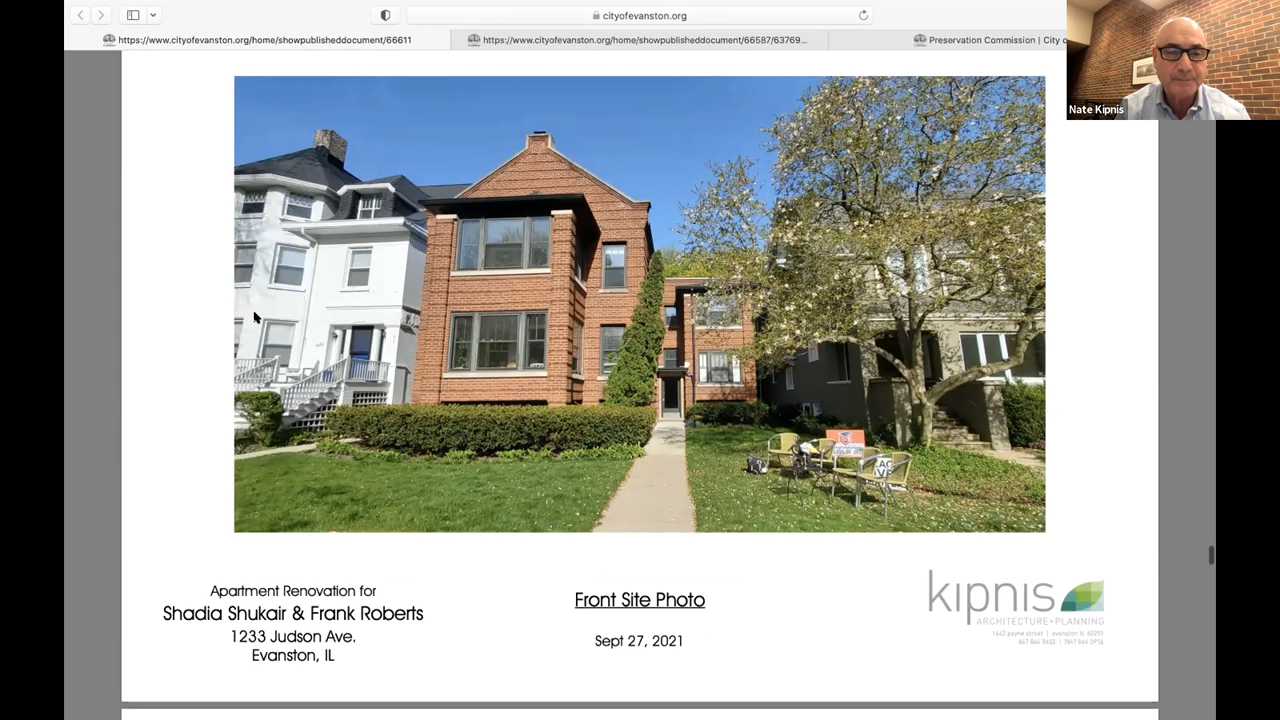 cityofevanston.org
https://www.cityofevanston.org/home/showpublisheddocument/66611
https://www.cityofevanston.org/home/showpublisheddocument/66587/63769...
Preservation Commission | City o
Nate Kipnis
Apartment Renovation for
Shadia Shukair & Frank Roberts
1233 Judson Ave.
Evanston, IL
Front Site Photo
Sept 27, 2021
kipnis
ARCHITECTURE+PLANNING